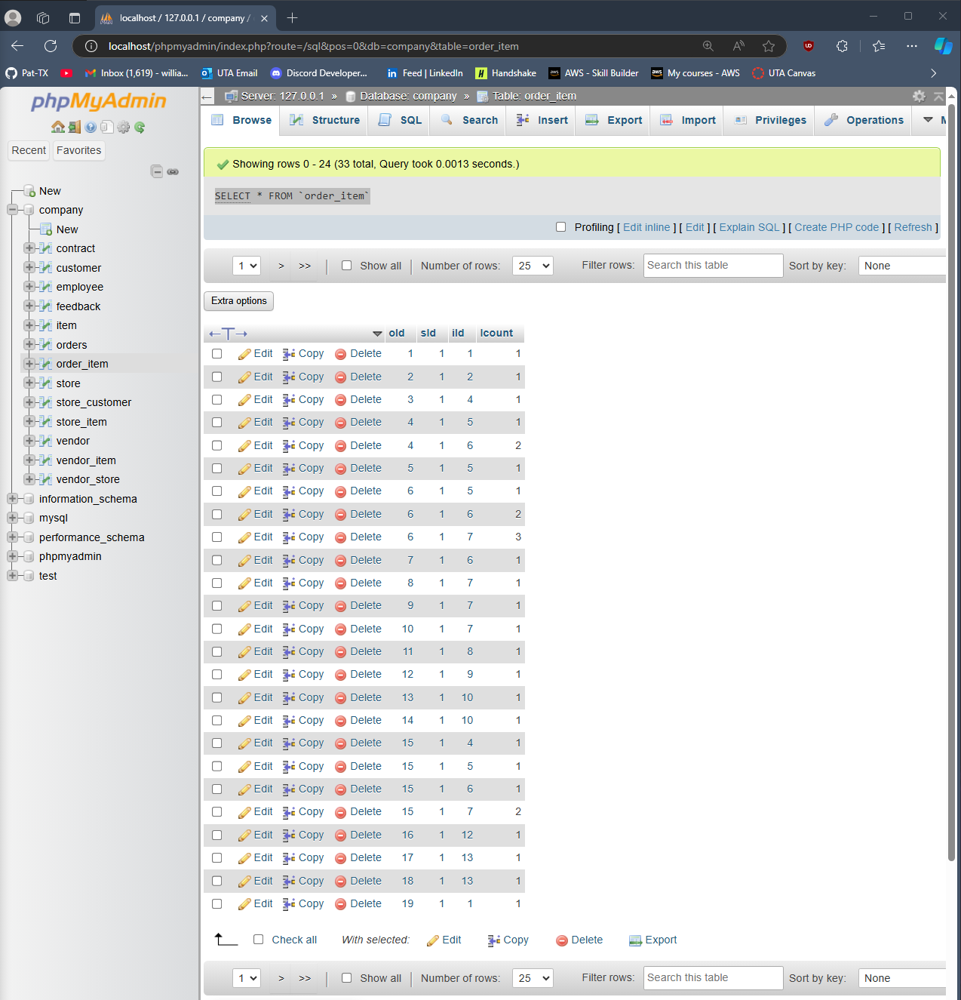 localhost / 127.0.0.1 / company /
localhost/phpmyadmin/index.php?route=/sql&pos=0&db=company&table=order_item
Pat-TX Inbox (1,619) - willia... UTA Email Discord Developer... Feed | LinkedIn Handshake AWS - Skill Builder My courses - AWS UTA Canvas
phpMyAdmin
Recent Favorites
New
company
New
contract
customer
employee
feedback
item
orders
order_item
store
store_customer
store_item
vendor
vendor_item
vendor_store
information_schema
mysql
performance_schema
phpmyadmin
test
Server: 127.0.0.1 » Database: company » Table: order_item
Browse Structure SQL Search Insert Export Import Privileges Operations
Showing rows 0 - 24 (33 total, Query took 0.0013 seconds.)
SELECT * FROM `order_item`
Profiling [ Edit inline ] [ Edit ] [ Explain SQL ] [ Create PHP code ] [ Refresh ]
1 > >> Show all Number of rows: 25 Filter rows: Search this table Sort by key: None
Extra options
oId sId iId Icount
Edit Copy Delete 1 1 1 1
Edit Copy Delete 2 1 2 1
Edit Copy Delete 3 1 4 1
Edit Copy Delete 4 1 5 1
Edit Copy Delete 4 1 6 2
Edit Copy Delete 5 1 5 1
Edit Copy Delete 6 1 5 1
Edit Copy Delete 6 1 6 2
Edit Copy Delete 6 1 7 3
Edit Copy Delete 7 1 6 1
Edit Copy Delete 8 1 7 1
Edit Copy Delete 9 1 7 1
Edit Copy Delete 10 1 7 1
Edit Copy Delete 11 1 8 1
Edit Copy Delete 12 1 9 1
Edit Copy Delete 13 1 10 1
Edit Copy Delete 14 1 10 1
Edit Copy Delete 15 1 4 1
Edit Copy Delete 15 1 5 1
Edit Copy Delete 15 1 6 1
Edit Copy Delete 15 1 7 2
Edit Copy Delete 16 1 12 1
Edit Copy Delete 17 1 13 1
Edit Copy Delete 18 1 13 1
Edit Copy Delete 19 1 1 1
Check all With selected: Edit Copy Delete Export
1 > >> Show all Number of rows: 25 Filter rows: Search this table Sort by key: None